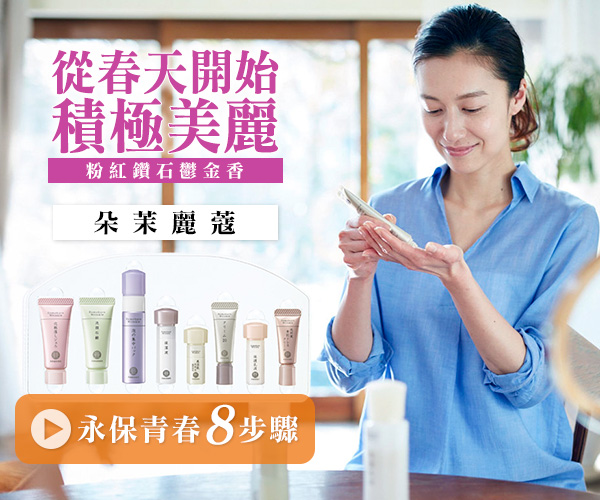 從春天開始
積極美麗
粉紅鑽石鬱金香
朵茉麗蔻
永保青春8步驟